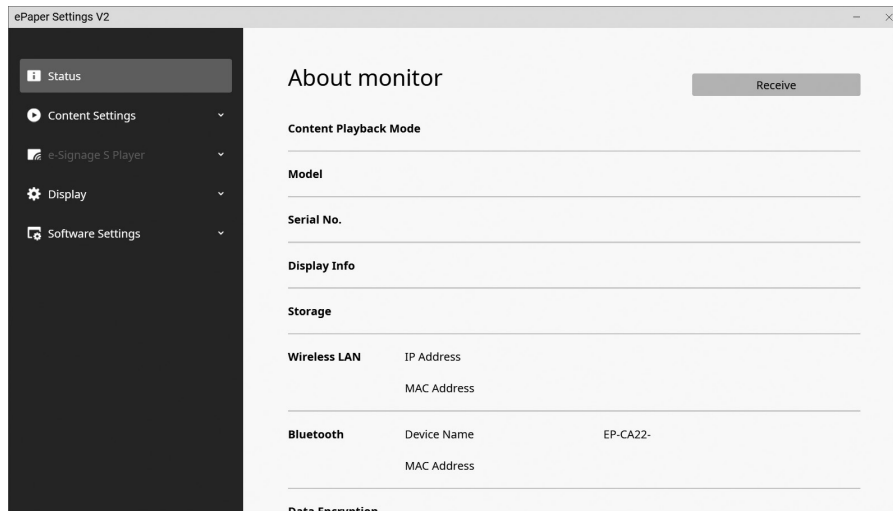 ePaper Settings V2
Status
Content Settings
e-Signage S Player
Display
Software Settings
About monitor
Receive
Content Playback Mode
Model
Serial No.
Display Info
Storage
Wireless LAN IP Address
MAC Address
Bluetooth Device Name EP-CA22-
MAC Address
Data Encryption